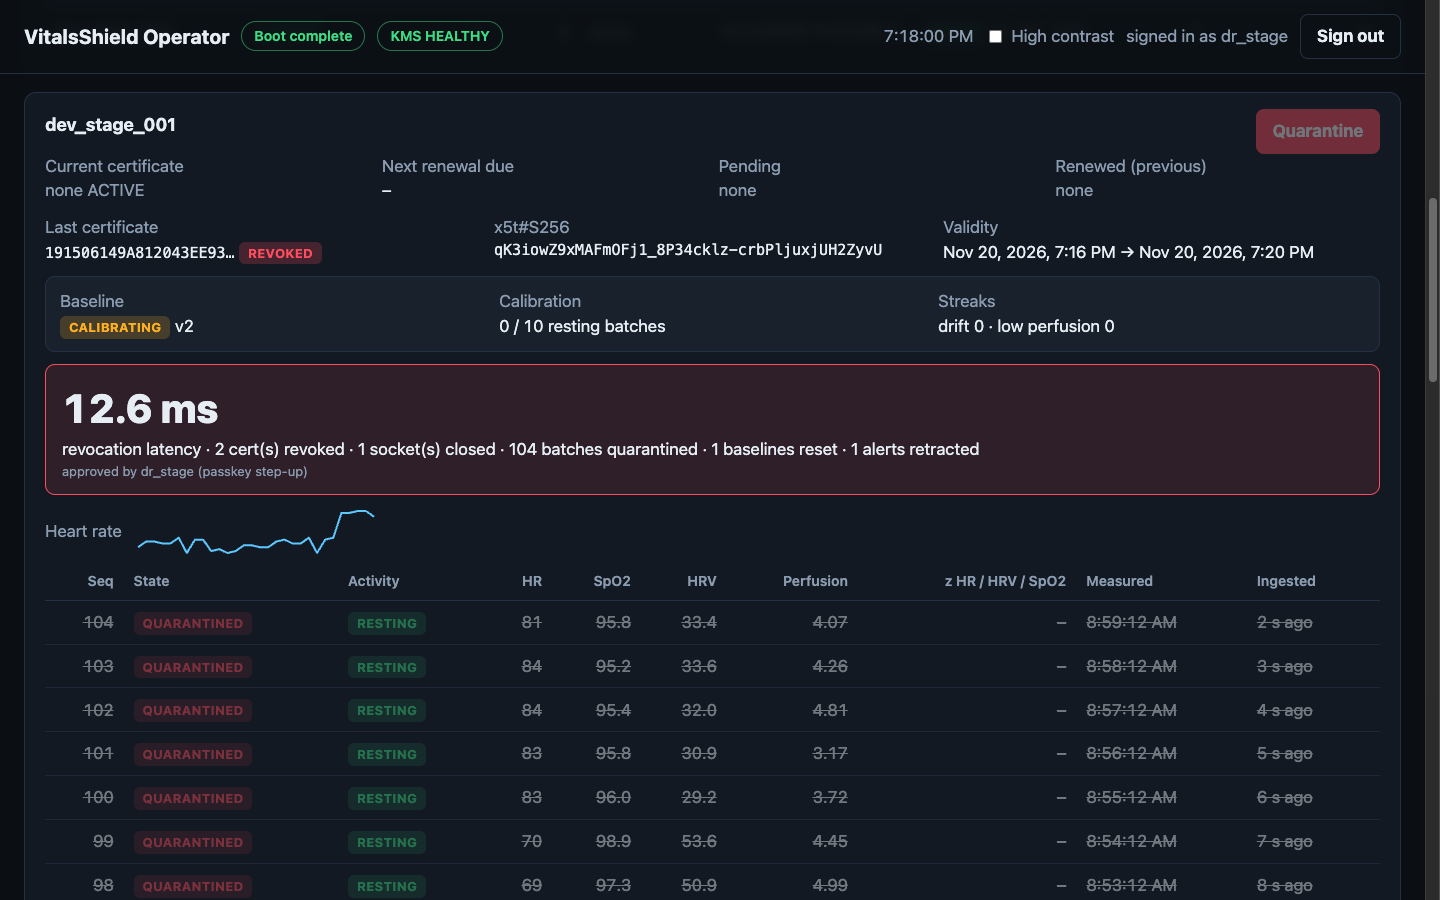 VitalsShield Operator Boot complete KMS HEALTHY 7:18:00 PM High contrast signed in as dr_stage Sign out
dev_stage_001 Quarantine
Current certificate Next renewal due Pending Renewed (previous)
none ACTIVE – none none
Last certificate x5t#S256 Validity
191506149A812043EE93… REVOKED qK3iowZ9xMAFmOFj1_8P34cklz-crbPljuxjUH2ZyvU Nov 20, 2026, 7:16 PM → Nov 20, 2026, 7:20 PM
Baseline Calibration Streaks
CALIBRATING v2 0 / 10 resting batches drift 0 · low perfusion 0
12.6 ms
revocation latency · 2 cert(s) revoked · 1 socket(s) closed · 104 batches quarantined · 1 baselines reset · 1 alerts retracted
approved by dr_stage (passkey step-up)
Heart rate
Seq State Activity HR SpO2 HRV Perfusion z HR / HRV / SpO2 Measured Ingested
104 QUARANTINED RESTING 81 95.8 33.4 4.07 – 8:59:12 AM 2 s ago
103 QUARANTINED RESTING 84 95.2 33.6 4.26 – 8:58:12 AM 3 s ago
102 QUARANTINED RESTING 84 95.4 32.0 4.81 – 8:57:12 AM 4 s ago
101 QUARANTINED RESTING 83 95.8 30.9 3.17 – 8:56:12 AM 5 s ago
100 QUARANTINED RESTING 83 96.0 29.2 3.72 – 8:55:12 AM 6 s ago
99 QUARANTINED RESTING 70 98.9 53.6 4.45 – 8:54:12 AM 7 s ago
98 QUARANTINED RESTING 69 97.3 50.9 4.99 – 8:53:12 AM 8 s ago